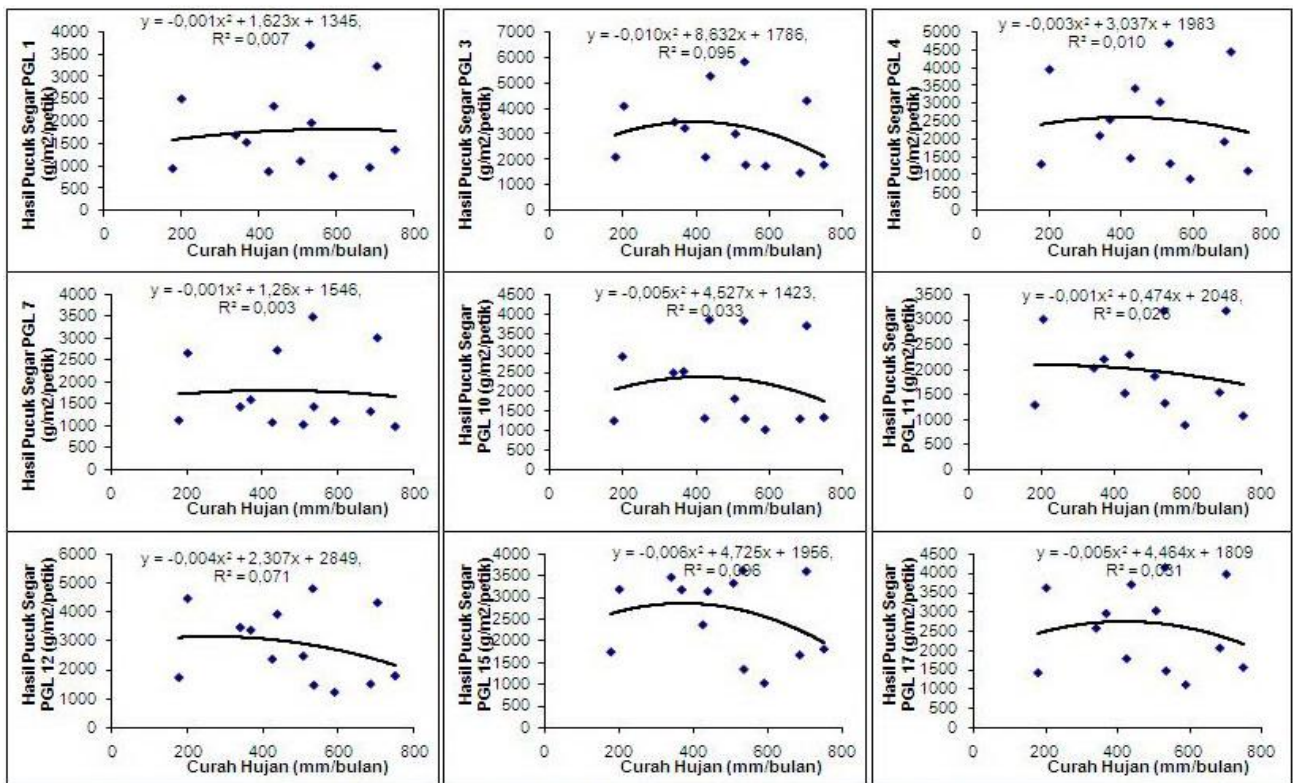 y = -0,001x² + 1,623x + 1345,
R² = 0,007
Hasil Pucuk Segar PGL 1
(g/m2/petik)
4000
3500
3000
2500
2000
1500
1000
500
0
0 200 400 600 800
Curah Hujan (mm/bulan)
y = -0,010x² + 8,632x + 1786,
R² = 0,095
Hasil Pucuk Segar PGL 3
(g/m2/petik)
7000
6000
5000
4000
3000
2000
1000
0
0 200 400 600 800
Curah Hujan (mm/bulan)
y = -0,003x² + 3,037x + 1983
R² = 0,010
Hasil Pucuk Segar PGL 4
(g/m2/petik)
5000
4500
4000
3500
3000
2500
2000
1500
1000
500
0
0 200 400 600 800
Curah Hujan (mm/bulan)
y = -0,001x² + 1,26x + 1546,
R² = 0,003
Hasil Pucuk Segar PGL 7
(g/m2/petik)
4000
3500
3000
2500
2000
1500
1000
500
0
0 200 400 600 800
Curah Hujan (mm/bulan)
y = -0,005x² + 4,527x + 1423,
R² = 0,033
Hasil Pucuk Segar
PGL 10 (g/m2/petik)
4500
4000
3500
3000
2500
2000
1500
1000
500
0
0 200 400 600 800
Curah Hujan (mm/bulan)
y = -0,001x² + 0,474x + 2048,
R² =
Hasil Pucuk Segar
PGL 11 (g/m2/petik)
3500
3000
2500
2000
1500
1000
500
0
0 200 400 600 800
Curah Hujan (mm/bulan)
y = -0,004x² + 2,307x + 2849,
R² = 0,071
Hasil Pucuk Segar
PGL 12 (g/m2/petik)
6000
5000
4000
3000
2000
1000
0
0 200 400 600 800
Curah Hujan (mm/bulan)
y = -0,006x² + 4,725x + 1956,
R² =
Hasil Pucuk Segar
PGL 15 (g/m2/petik)
4000
3500
3000
2500
2000
1500
1000
500
0
0 200 400 600 800
Curah Hujan (mm/bulan)
y = -0,005x² + 4,464x + 1809
R² = 0,031
Hasil Pucuk Segar
PGL 17 (g/m2/petik)
4500
4000
3500
3000
2500
2000
1500
1000
500
0
0 200 400 600 800
Curah Hujan (mm/bulan)